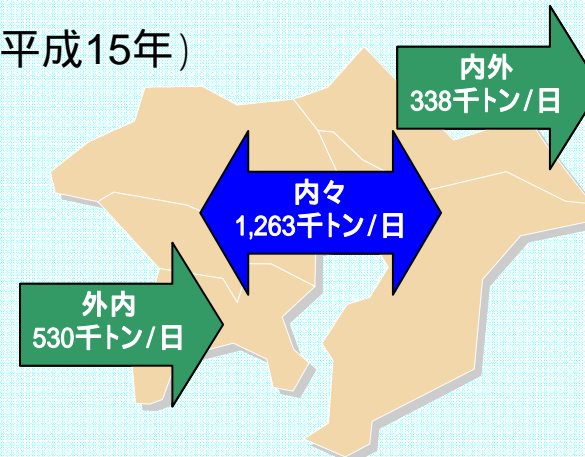 平成15年）
内外
338千トン/日
内々
1,263千トン/日
外内
530千トン/日